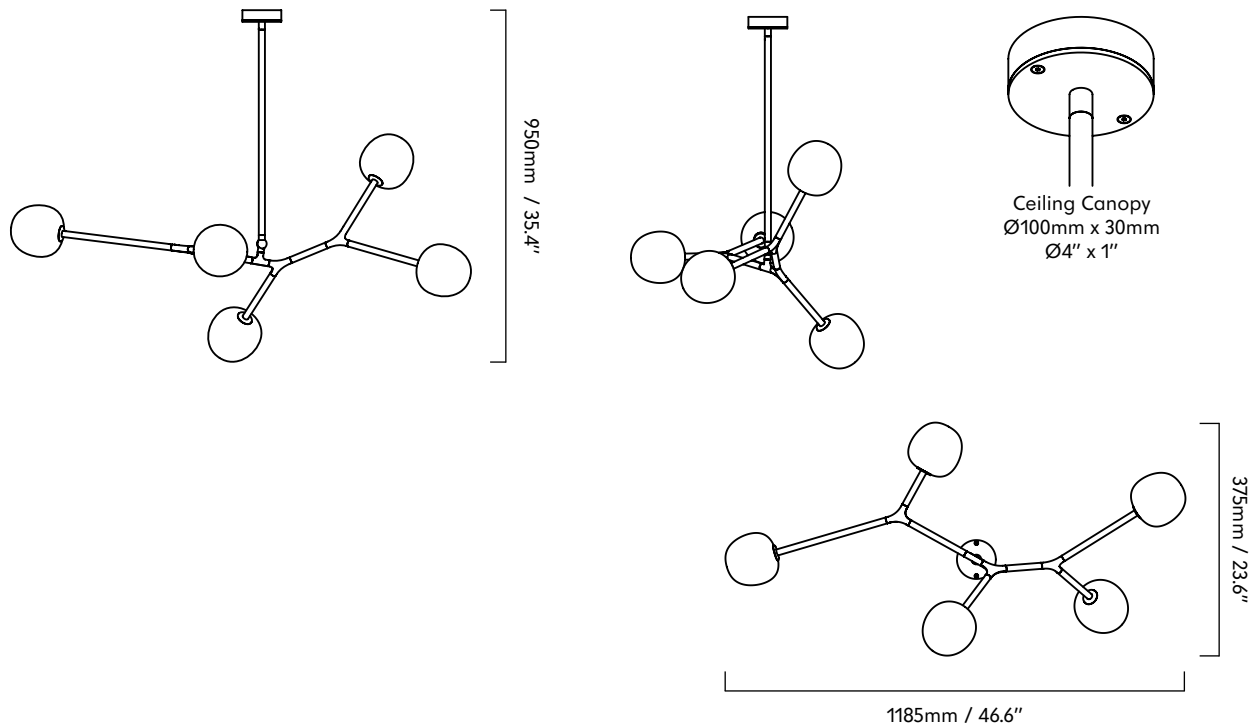 950mm / 35.4″
Ceiling Canopy
Ø100mm x 30mm
Ø4″ x 1″
375mm / 23.6″
1185mm / 46.6″